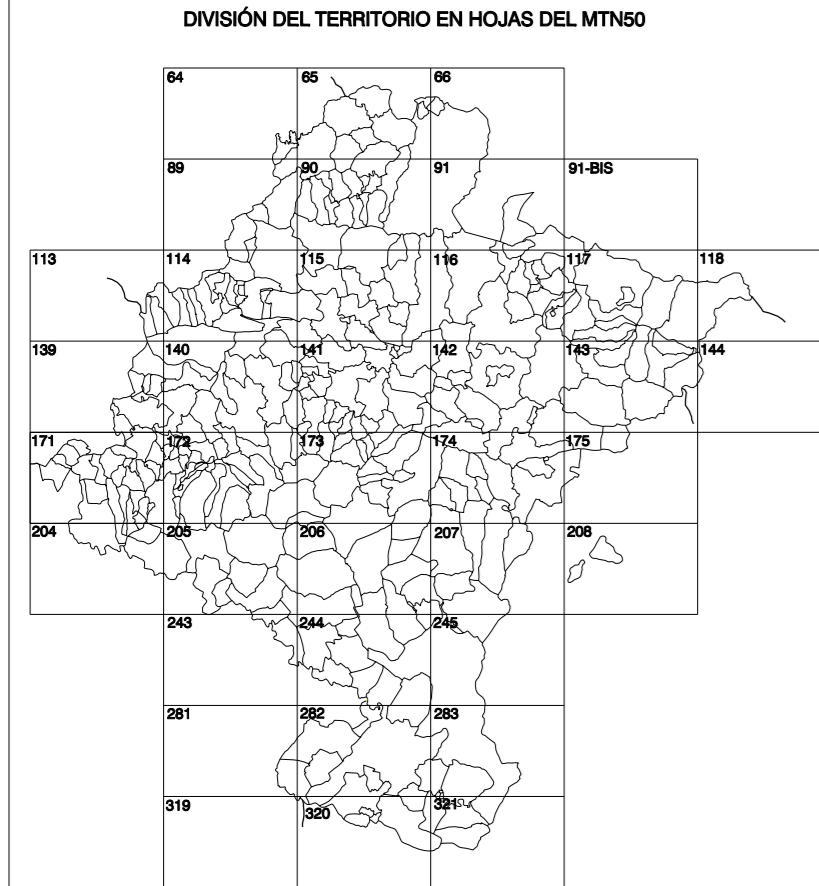 DIVISIÓN DEL TERRITORIO EN HOJAS DEL MTN50
64 65 66
89 90 91 91-BIS
113 114 115 116 117 118
139 140 141 142 143 144
171 172 173 174 175
204 205 206 207 208
243 244 245
281 282 283
319 320 321